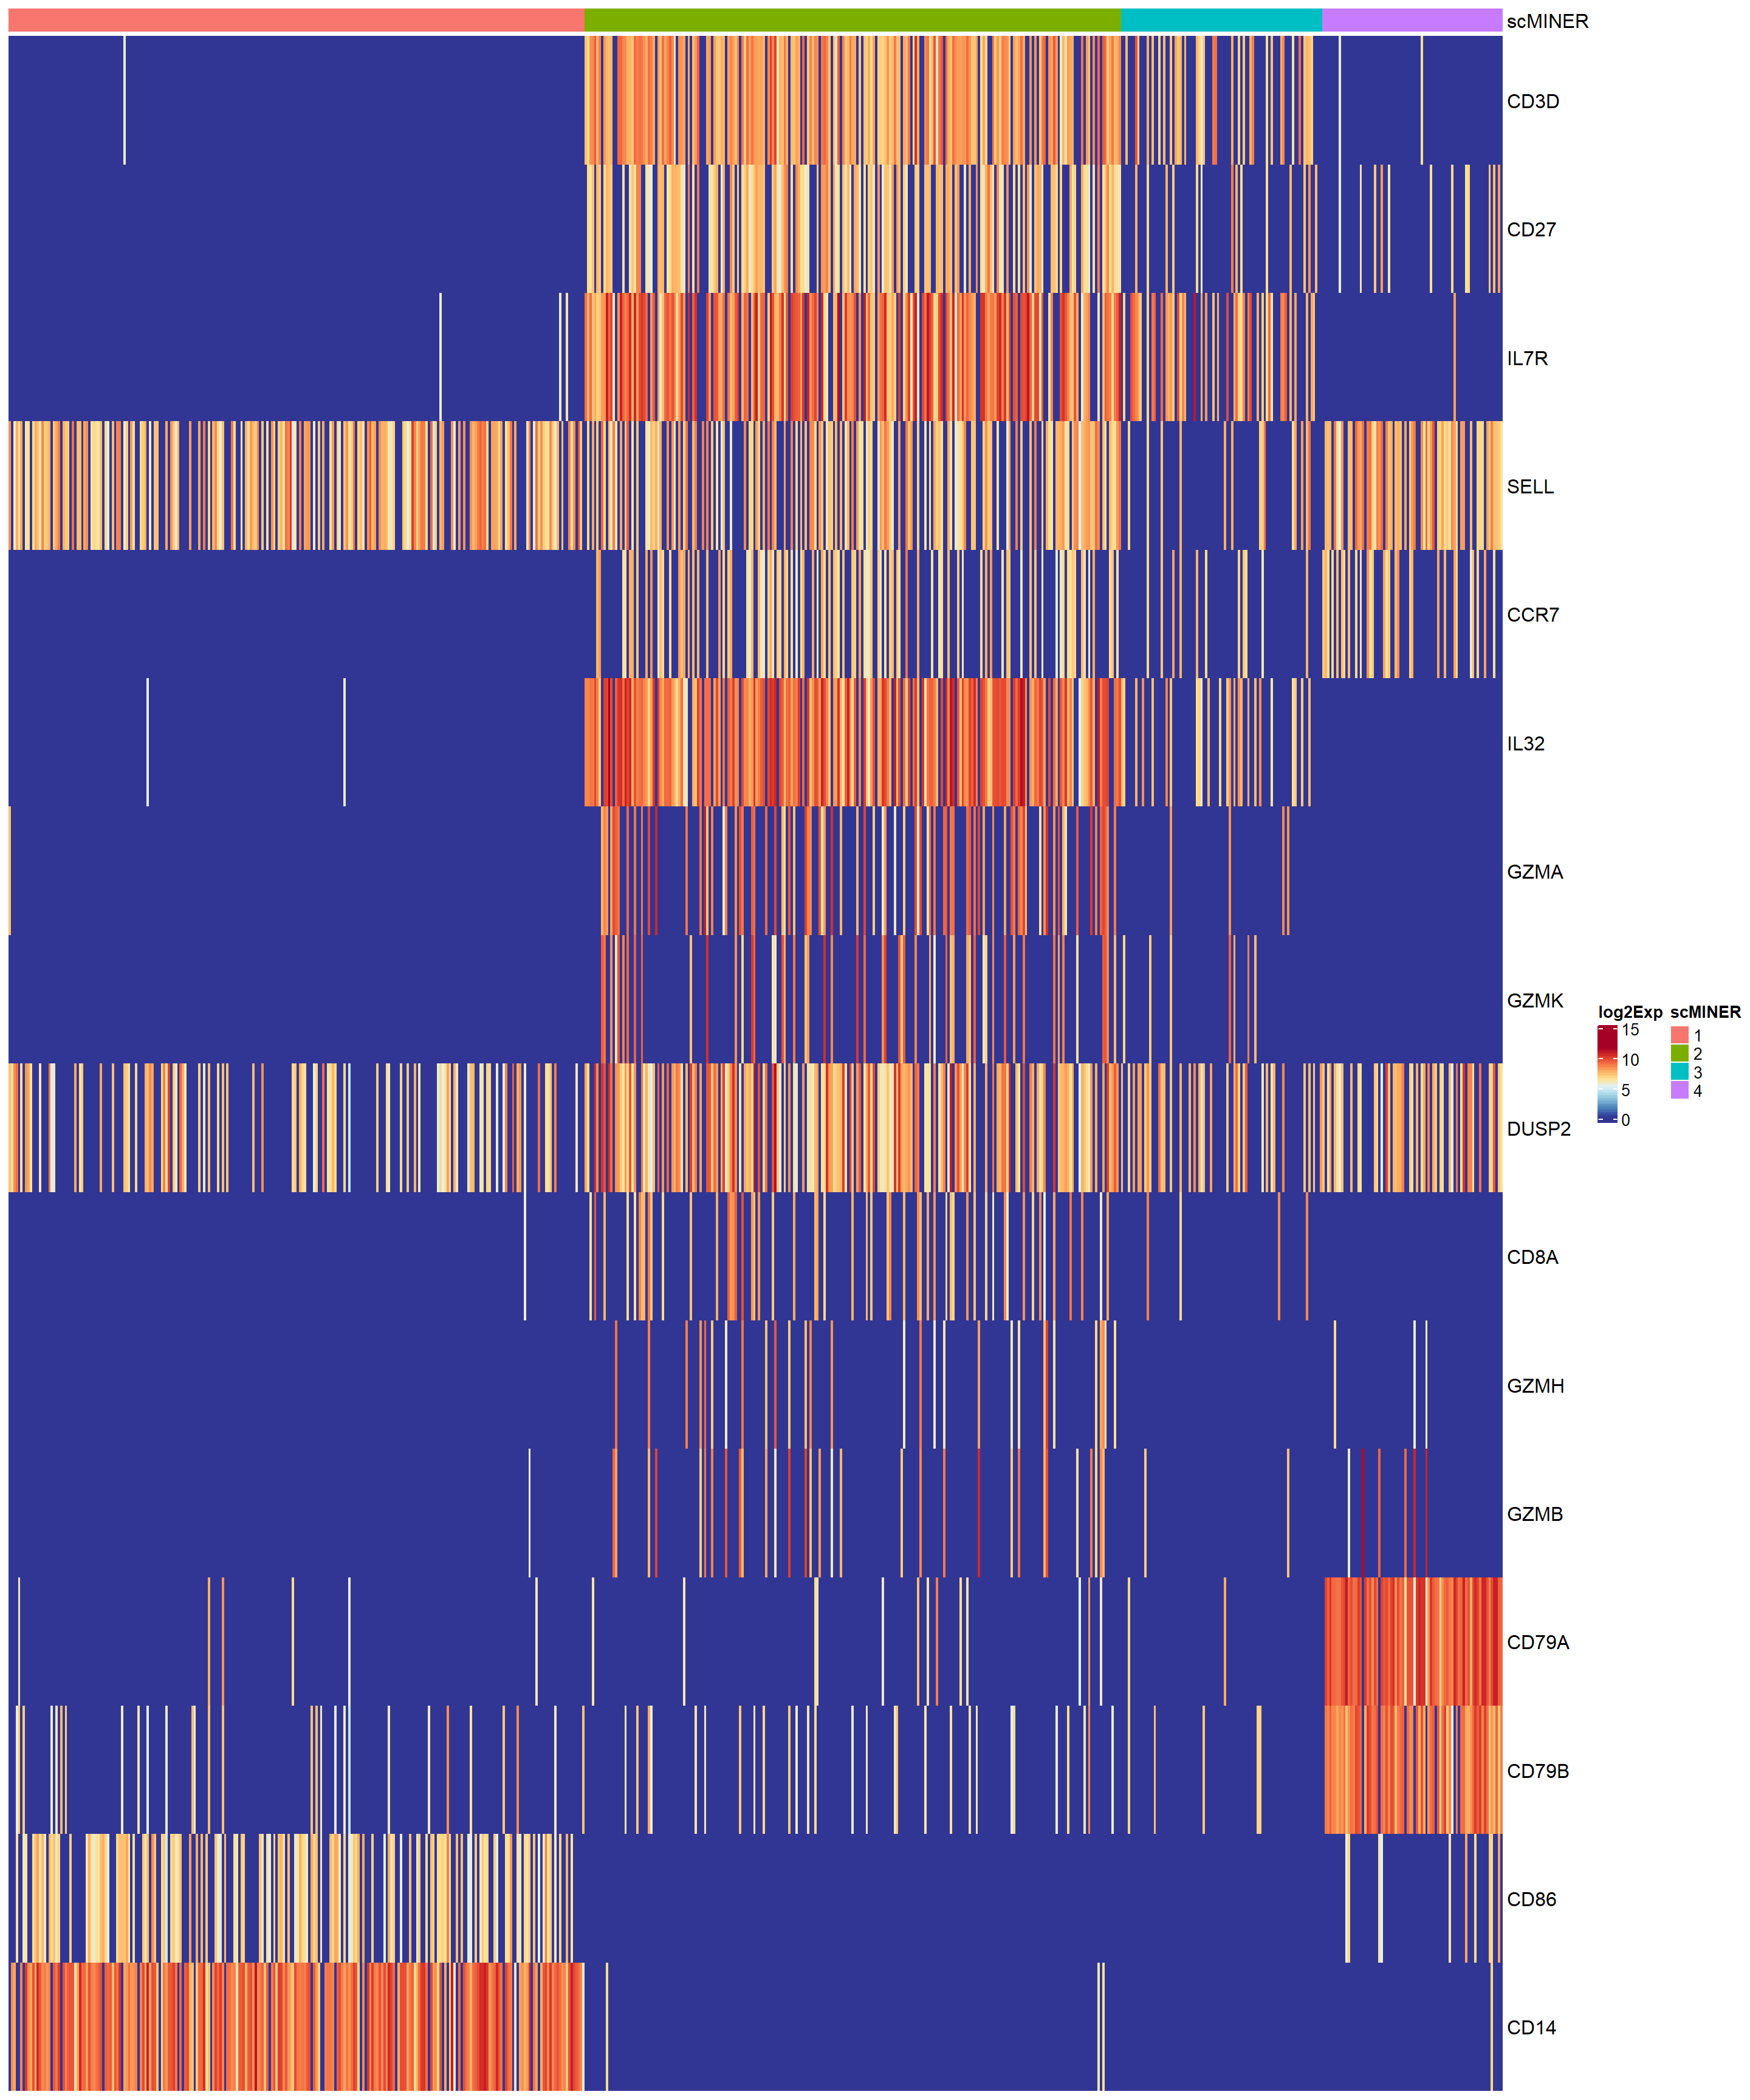 scMINER
CD3D
CD27
IL7R
SELL
CCR7
IL32
GZMA
GZMK
DUSP2
CD8A
GZMH
GZMB
CD79A
CD79B
CD86
CD14
log2Exp
15
10
5
0
scMINER
1
2
3
4